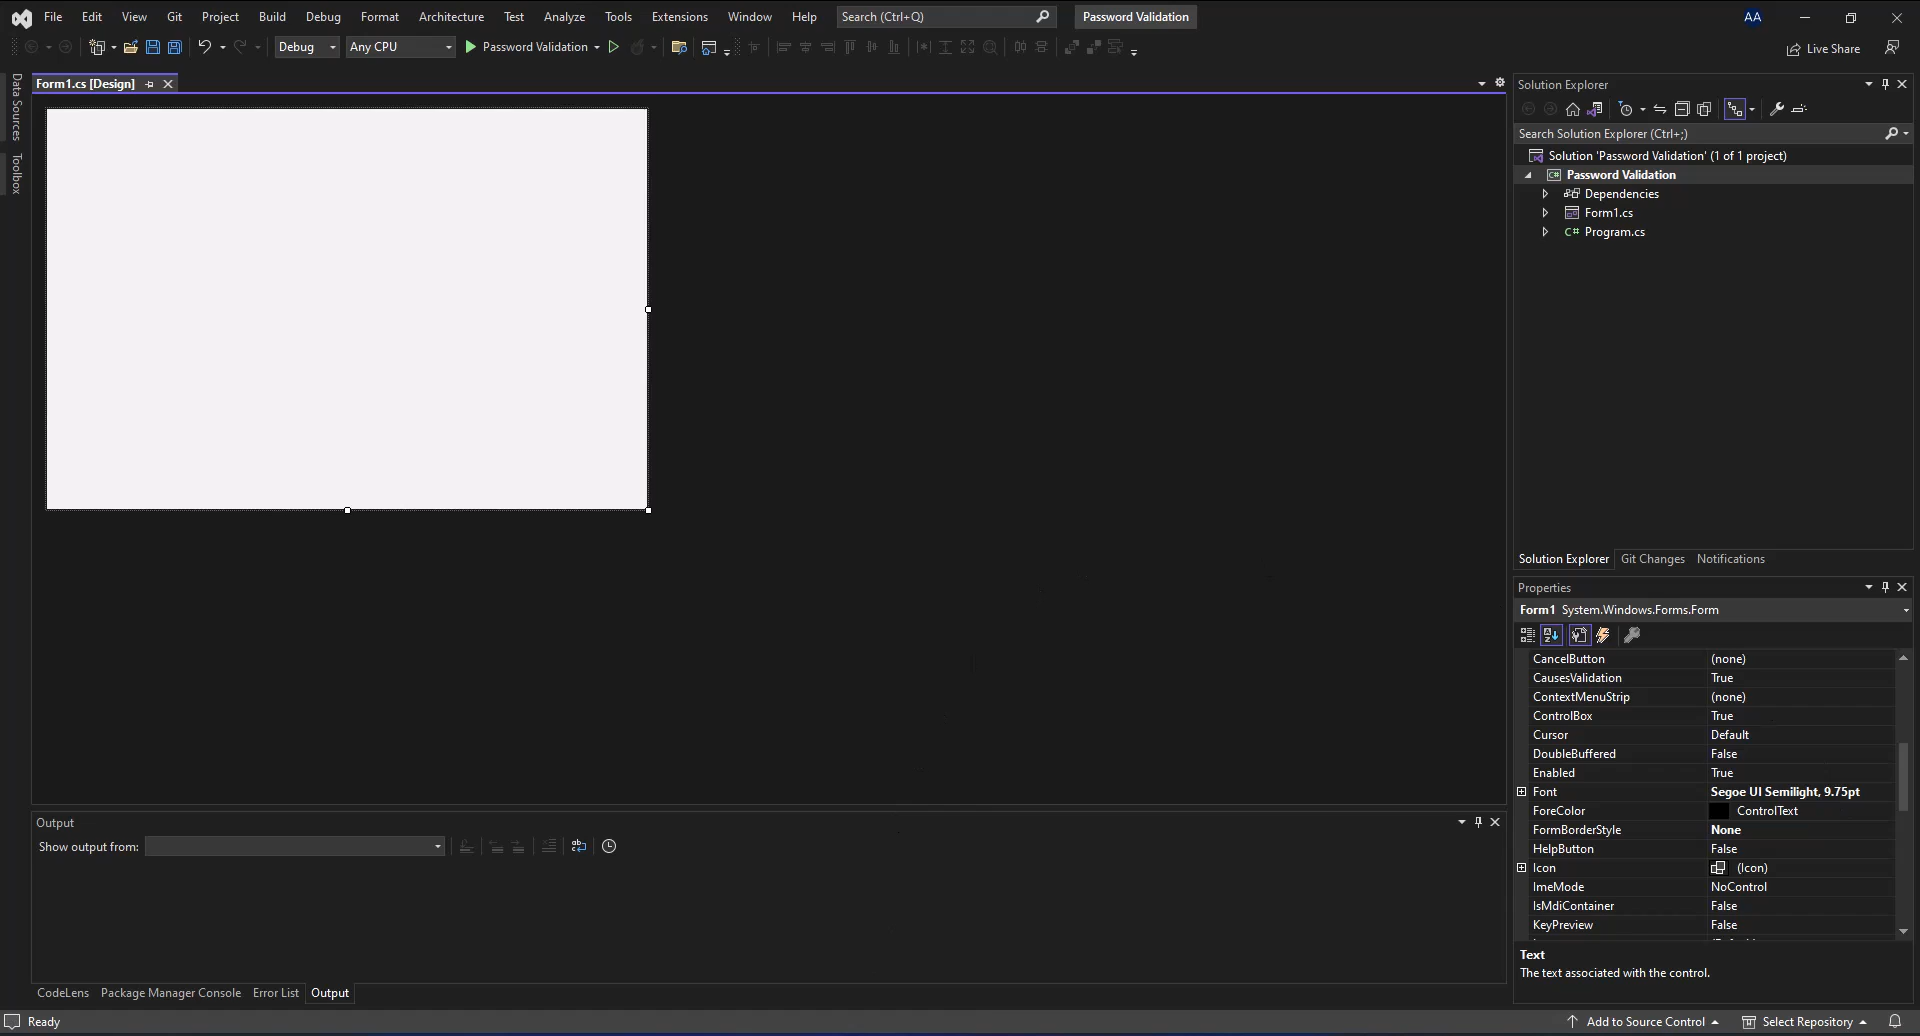 File Edit View Git Project Build Debug Format Architecture Test Analyze Tools Extensions Window Help Search (Ctrl+Q) Password Validation AA
Debug Any CPU Password Validation Live Share
Data Sources
Toolbox
Form1.cs [Design]
Solution Explorer
Search Solution Explorer (Ctrl+;)
Solution 'Password Validation' (1 of 1 project)
C# Password Validation
Dependencies
Form1.cs
C# Program.cs
Solution Explorer Git Changes Notifications
Properties
Form1 System.Windows.Forms.Form
CancelButton (none)
CausesValidation True
ContextMenuStrip (none)
ControlBox True
Cursor Default
DoubleBuffered False
Enabled True
Font Segoe UI Semilight, 9.75pt
ForeColor ControlText
FormBorderStyle None
HelpButton False
Icon (Icon)
ImeMode NoControl
IsMdiContainer False
KeyPreview False
Text
The text associated with the control.
Output
Show output from:
CodeLens Package Manager Console Error List Output
Ready Add to Source Control Select Repository